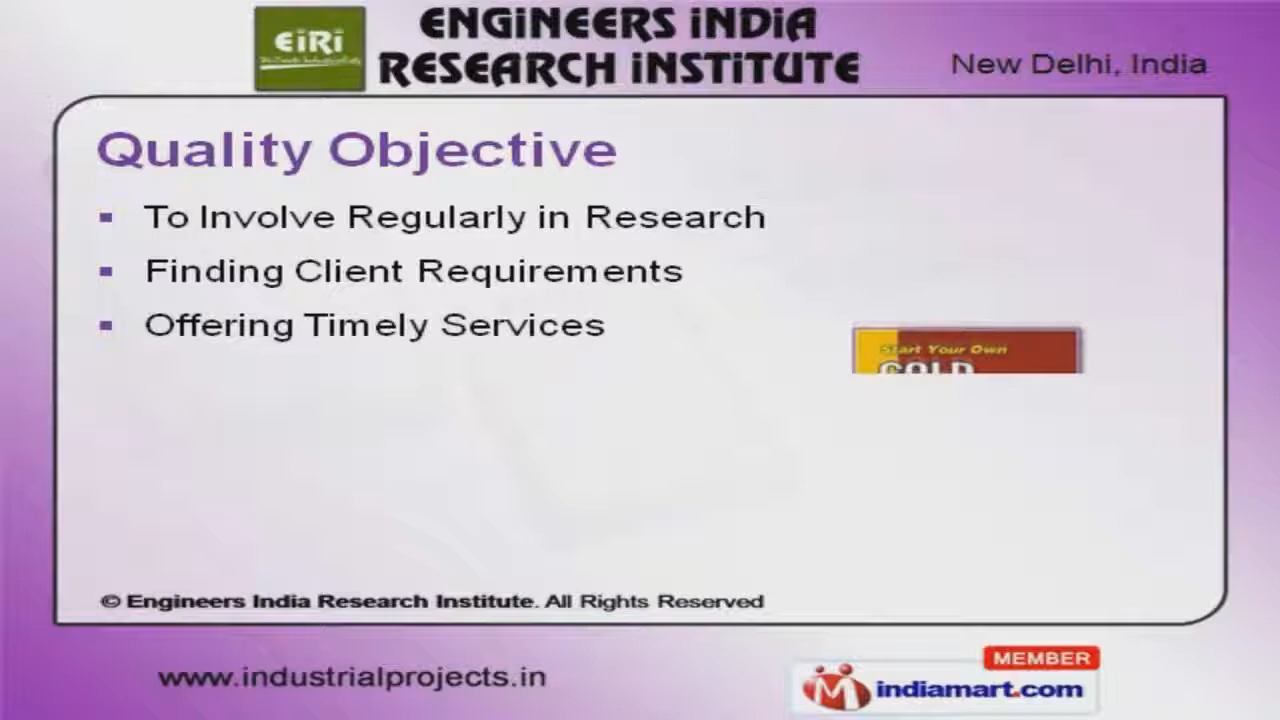 EiRi
ENGiNEERS iNDiA
RESEARCH iNSTiTUTE
New Delhi, India
Quality Objective
To Involve Regularly in Research
Finding Client Requirements
Offering Timely Services
Start Your Own
GOLD
© Engineers India Research Institute. All Rights Reserved
www.industrialprojects.in
MEMBER
indiamart.com